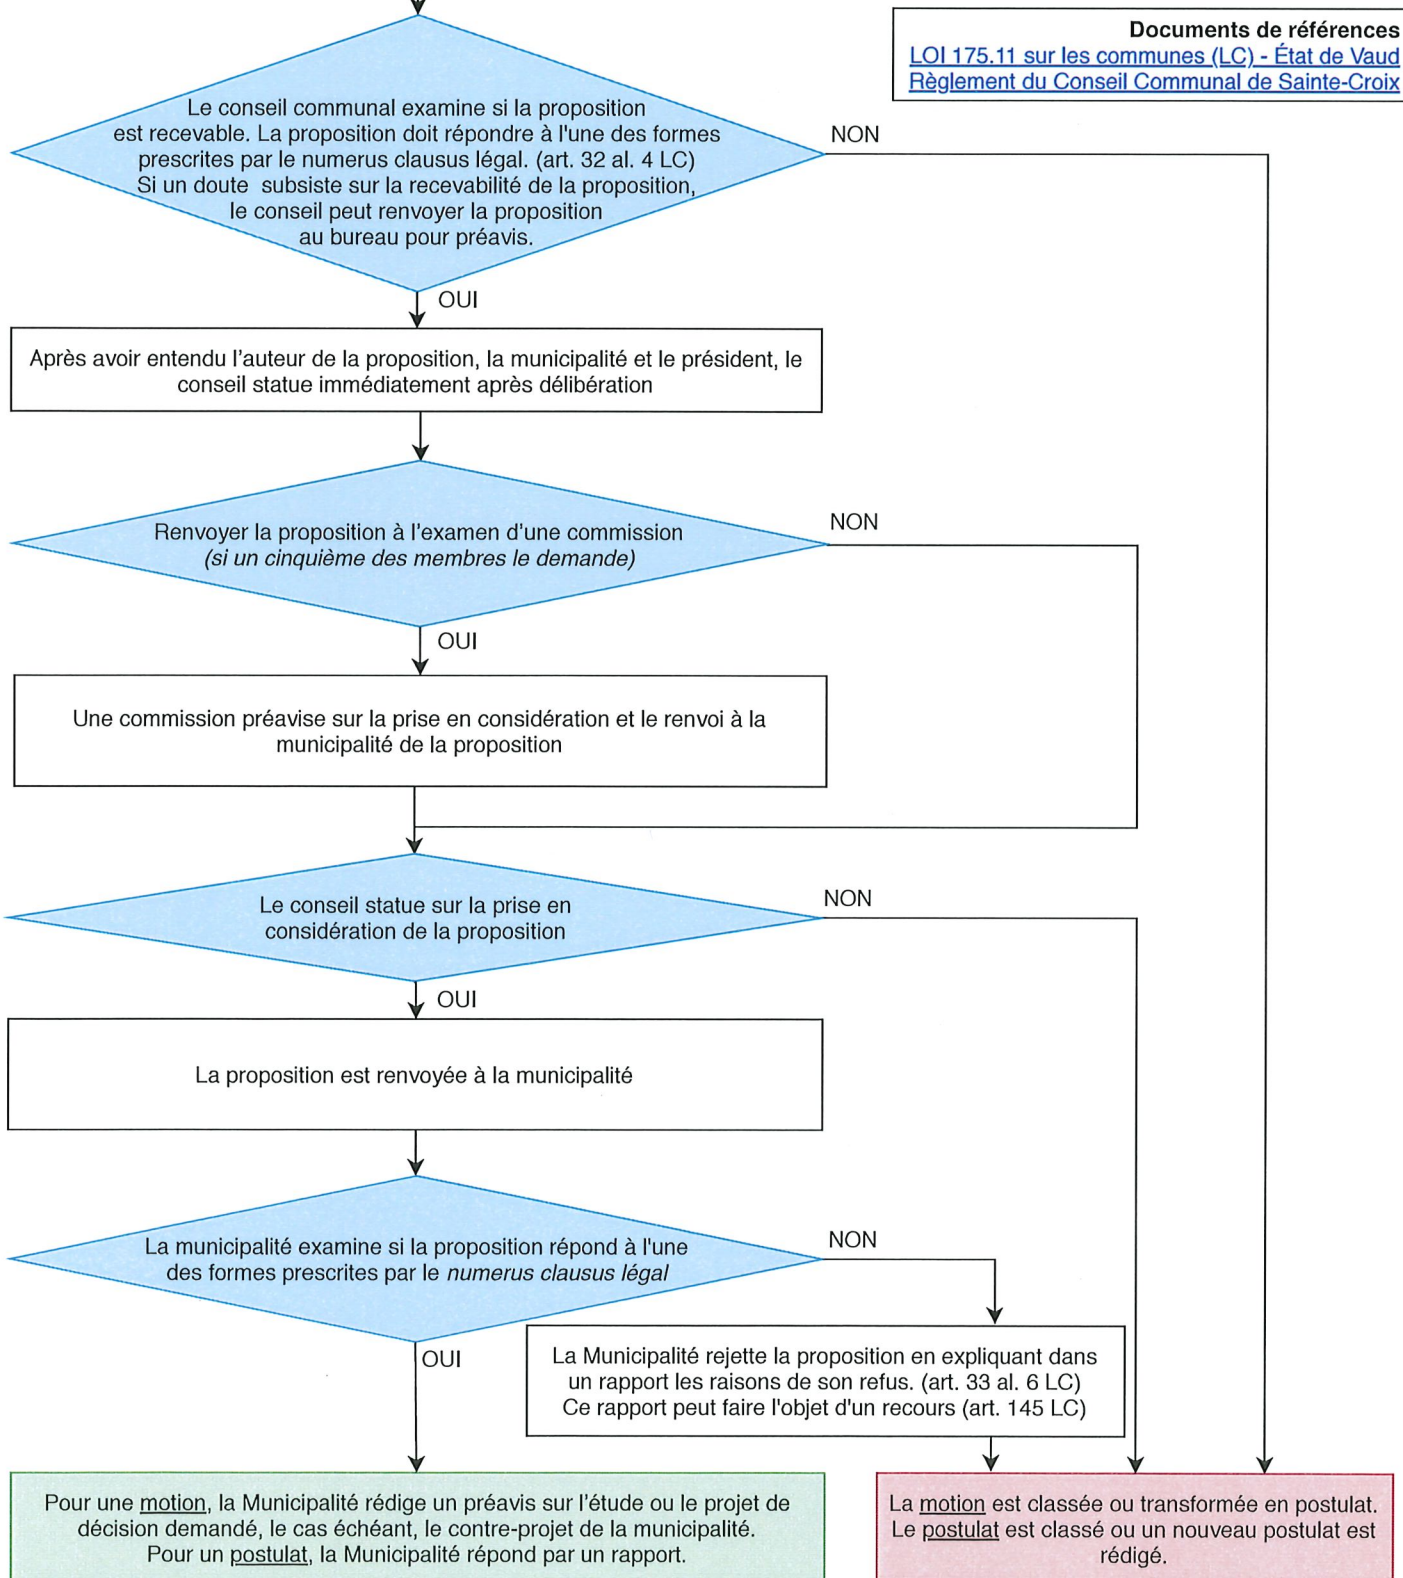 Documents de références
LOI 175.11 sur les communes (LC) - État de Vaud
Règlement du Conseil Communal de Sainte-Croix
Le conseil communal examine si la proposition
est recevable. La proposition doit répondre à l'une des formes
prescrites par le numerus clausus légal. (art. 32 al. 4 LC)
Si un doute subsiste sur la recevabilité de la proposition,
le conseil peut renvoyer la proposition
au bureau pour préavis.
NON
OUI
Après avoir entendu l'auteur de la proposition, la municipalité et le président, le
conseil statue immédiatement après délibération
Renvoyer la proposition à l'examen d'une commission
(si un cinquième des membres le demande)
NON
OUI
Une commission préavise sur la prise en considération et le renvoi à la
municipalité de la proposition
Le conseil statue sur la prise en
considération de la proposition
NON
OUI
La proposition est renvoyée à la municipalité
La municipalité examine si la proposition répond à l'une
des formes prescrites par le numerus clausus légal
NON
OUI
La Municipalité rejette la proposition en expliquant dans
un rapport les raisons de son refus. (art. 33 al. 6 LC)
Ce rapport peut faire l'objet d'un recours (art. 145 LC)
Pour une motion, la Municipalité rédige un préavis sur l'étude ou le projet de
décision demandé, le cas échéant, le contre-projet de la municipalité.
Pour un postulat, la Municipalité répond par un rapport.
La motion est classée ou transformée en postulat.
Le postulat est classé ou un nouveau postulat est
rédigé.